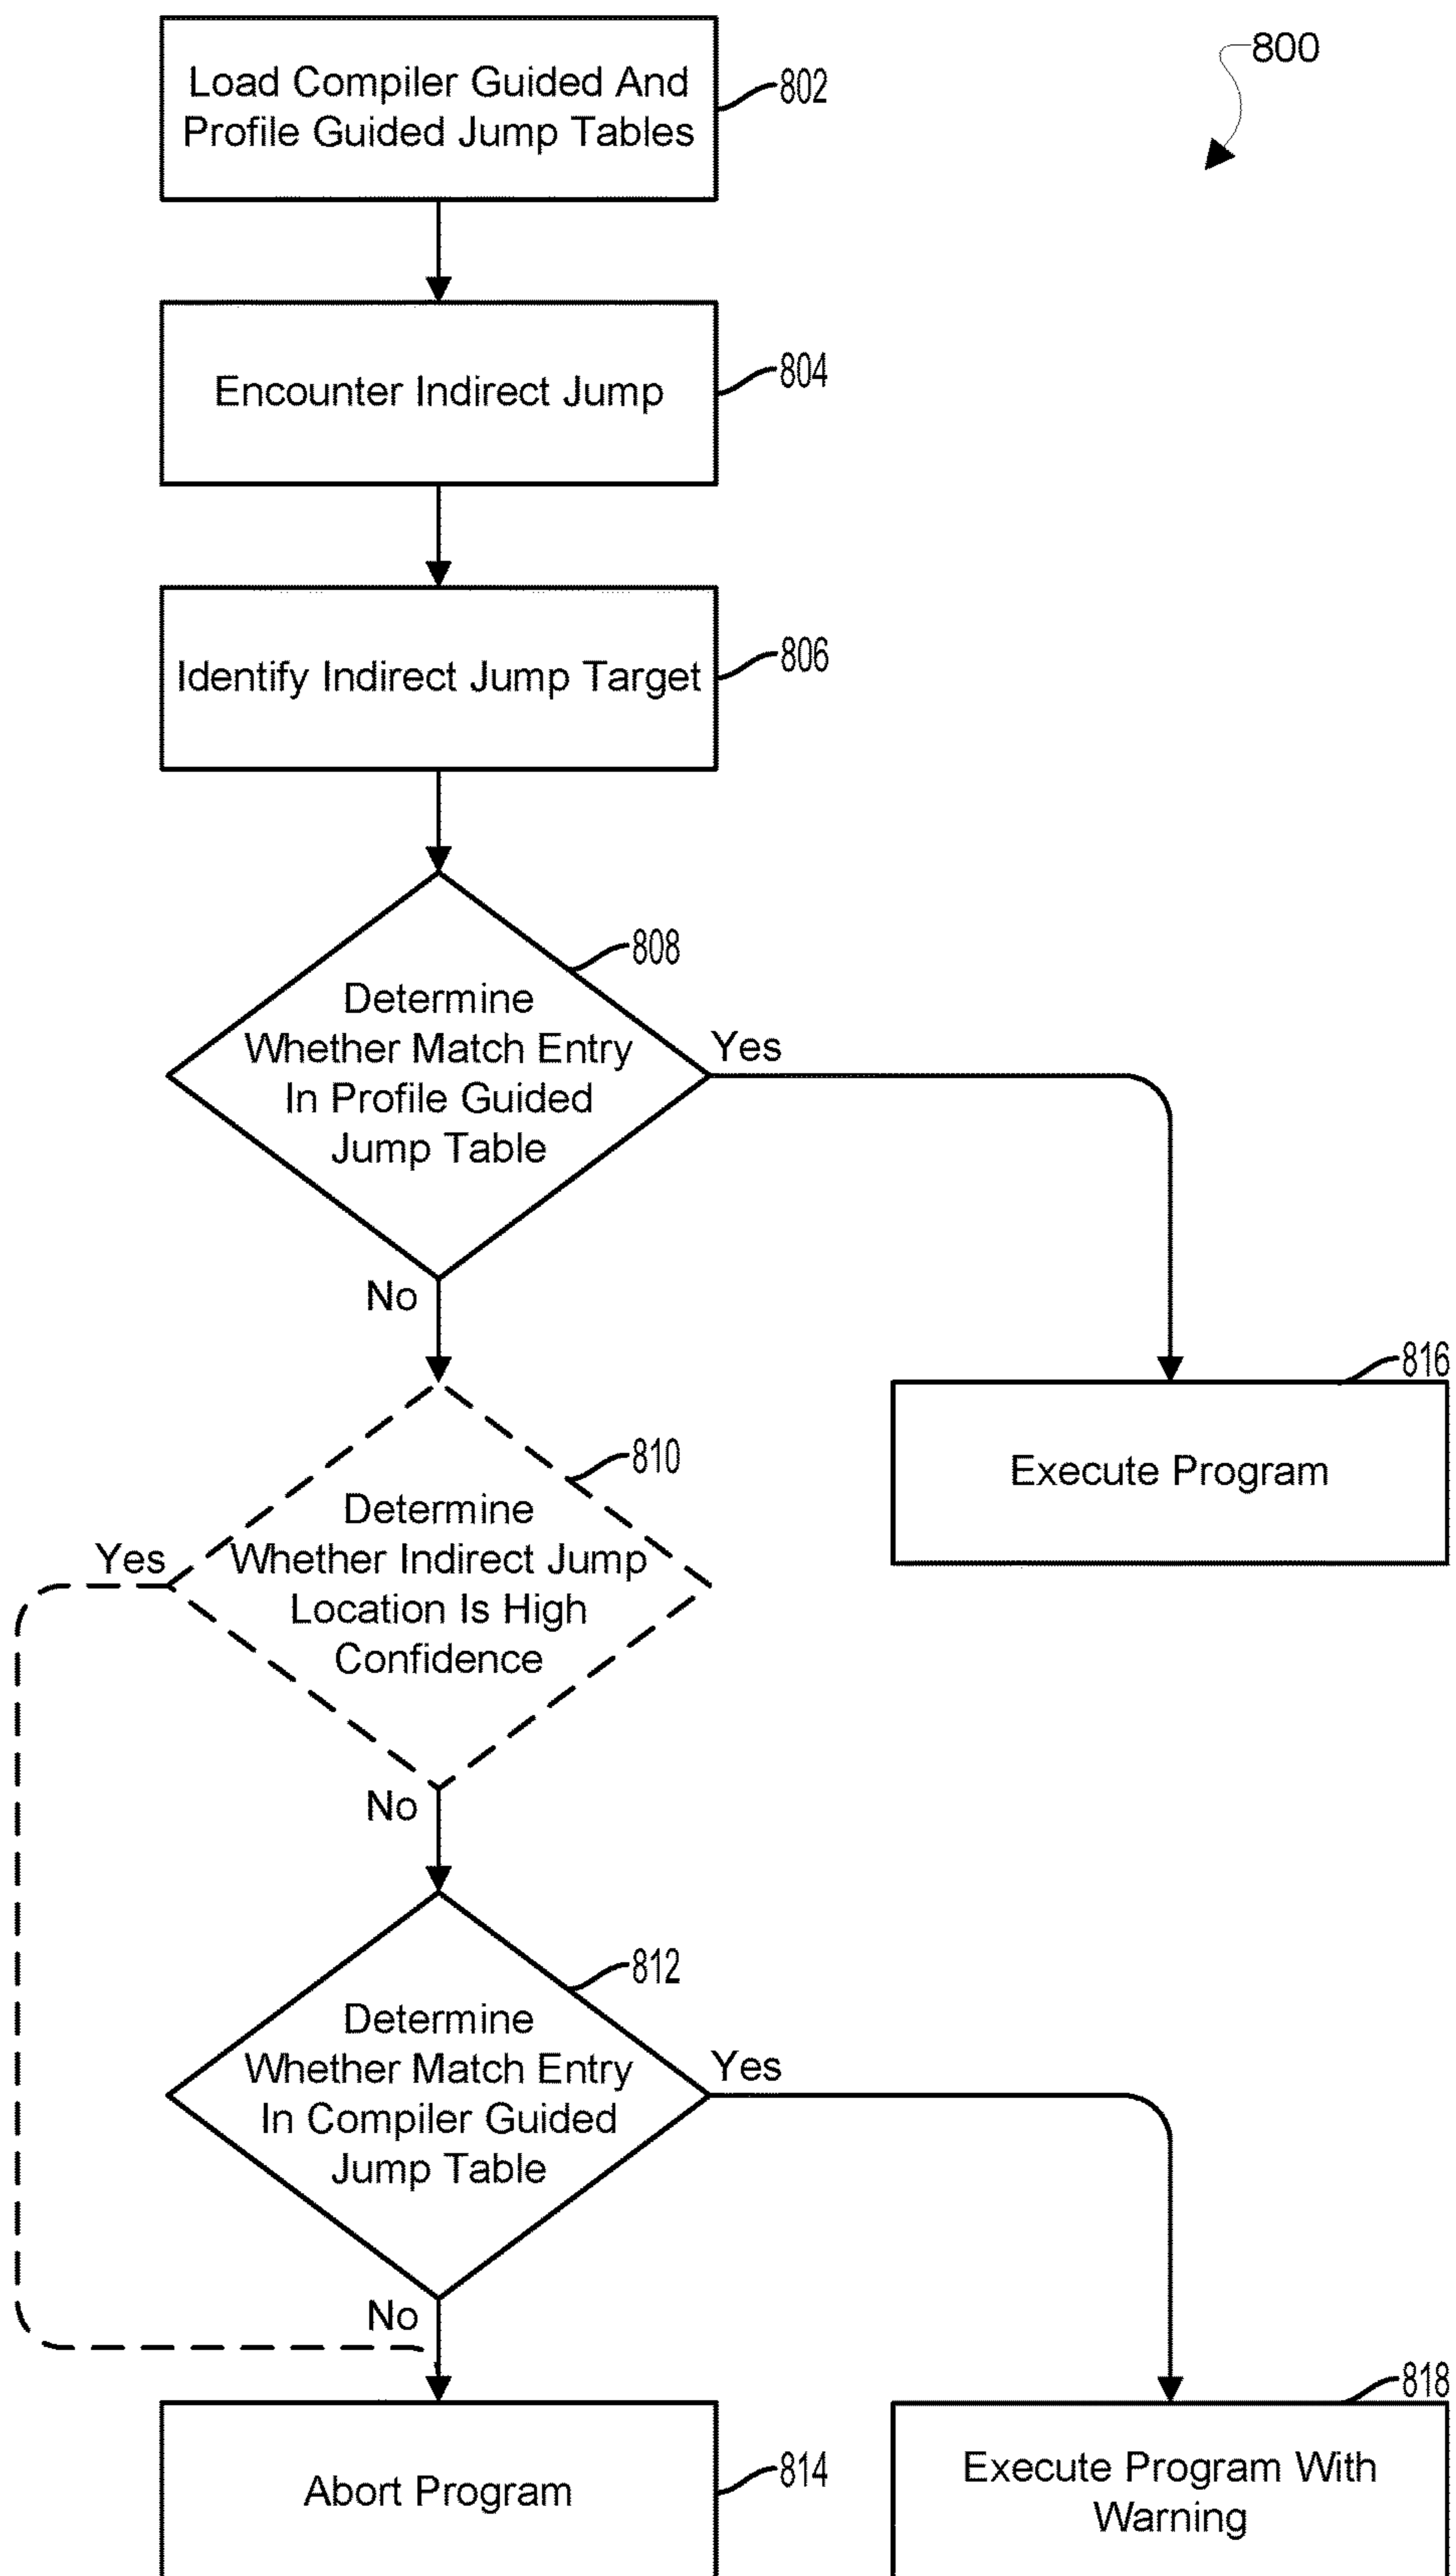 800
Load Compiler Guided And
Profile Guided Jump Tables
802
Encounter Indirect Jump
804
Identify Indirect Jump Target
806
808
Determine
Whether Match Entry
In Profile Guided
Jump Table
Yes
No
816
Execute Program
810
Determine
Whether Indirect Jump
Location Is High
Confidence
Yes
No
812
Determine
Whether Match Entry
In Compiler Guided
Jump Table
Yes
No
Abort Program
814
818
Execute Program With
Warning